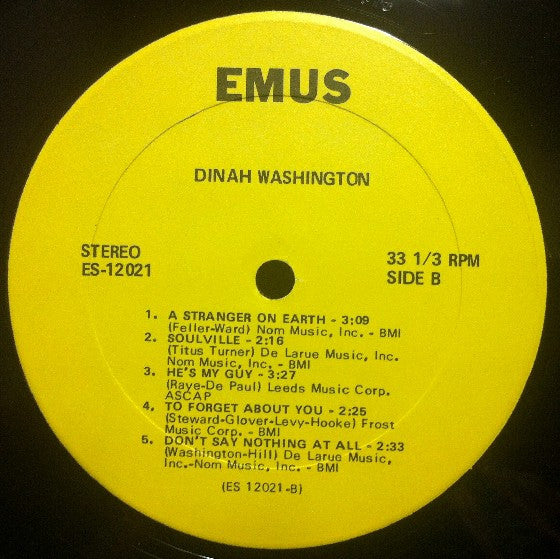 EMUS
DINAH WASHINGTON
STEREO
ES-12021
33 1/3 RPM
SIDE B
1. A STRANGER ON EARTH - 3:09
(Feller-Ward) Nom Music, Inc. - BMI
2. SOULVILLE - 2:16
(Titus Turner) De Larue Music, Inc.
Nom Music, Inc. - BMI
3. HE'S MY GUY - 3:27
(Raye-De Paul) Leeds Music Corp.
ASCAP
4. TO FORGET ABOUT YOU - 2:25
(Steward-Glover-Levy-Hooke) Frost
Music Corp. - BMI
5. DON'T SAY NOTHING AT ALL - 2:33
(Washington-Hill) De Larue Music,
Inc.-Nom Music, Inc. - BMI
(ES 12021-B)